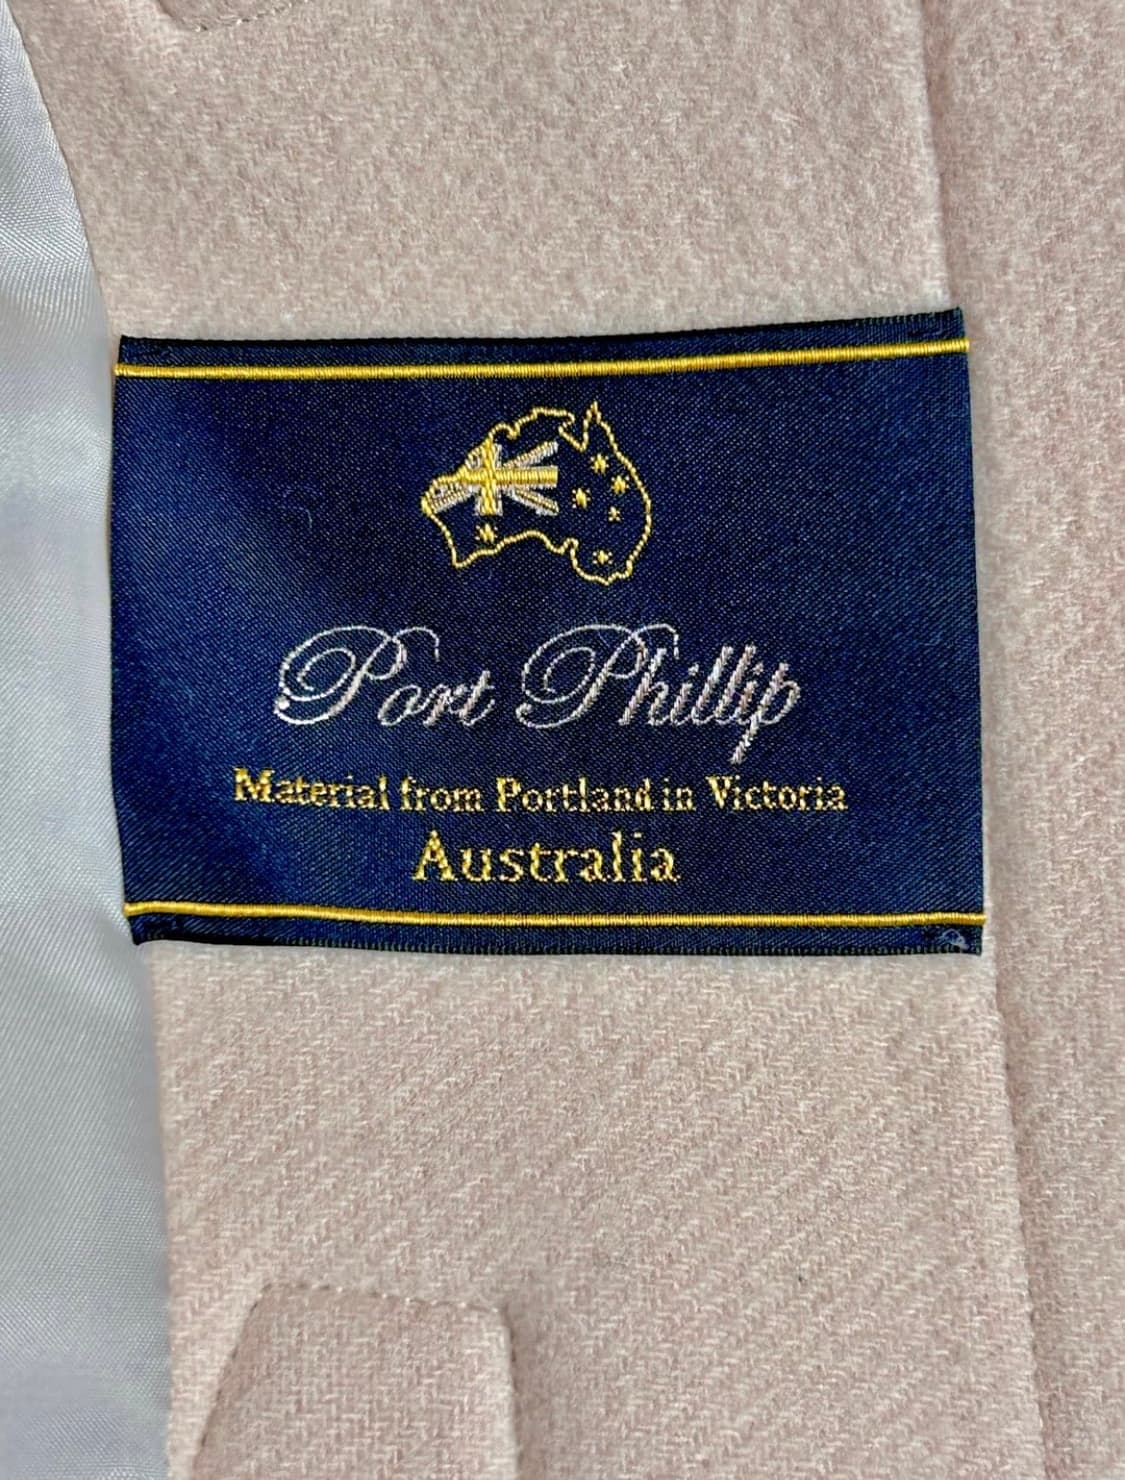 Port Phillip
Material from Portland in Victoria
Australia